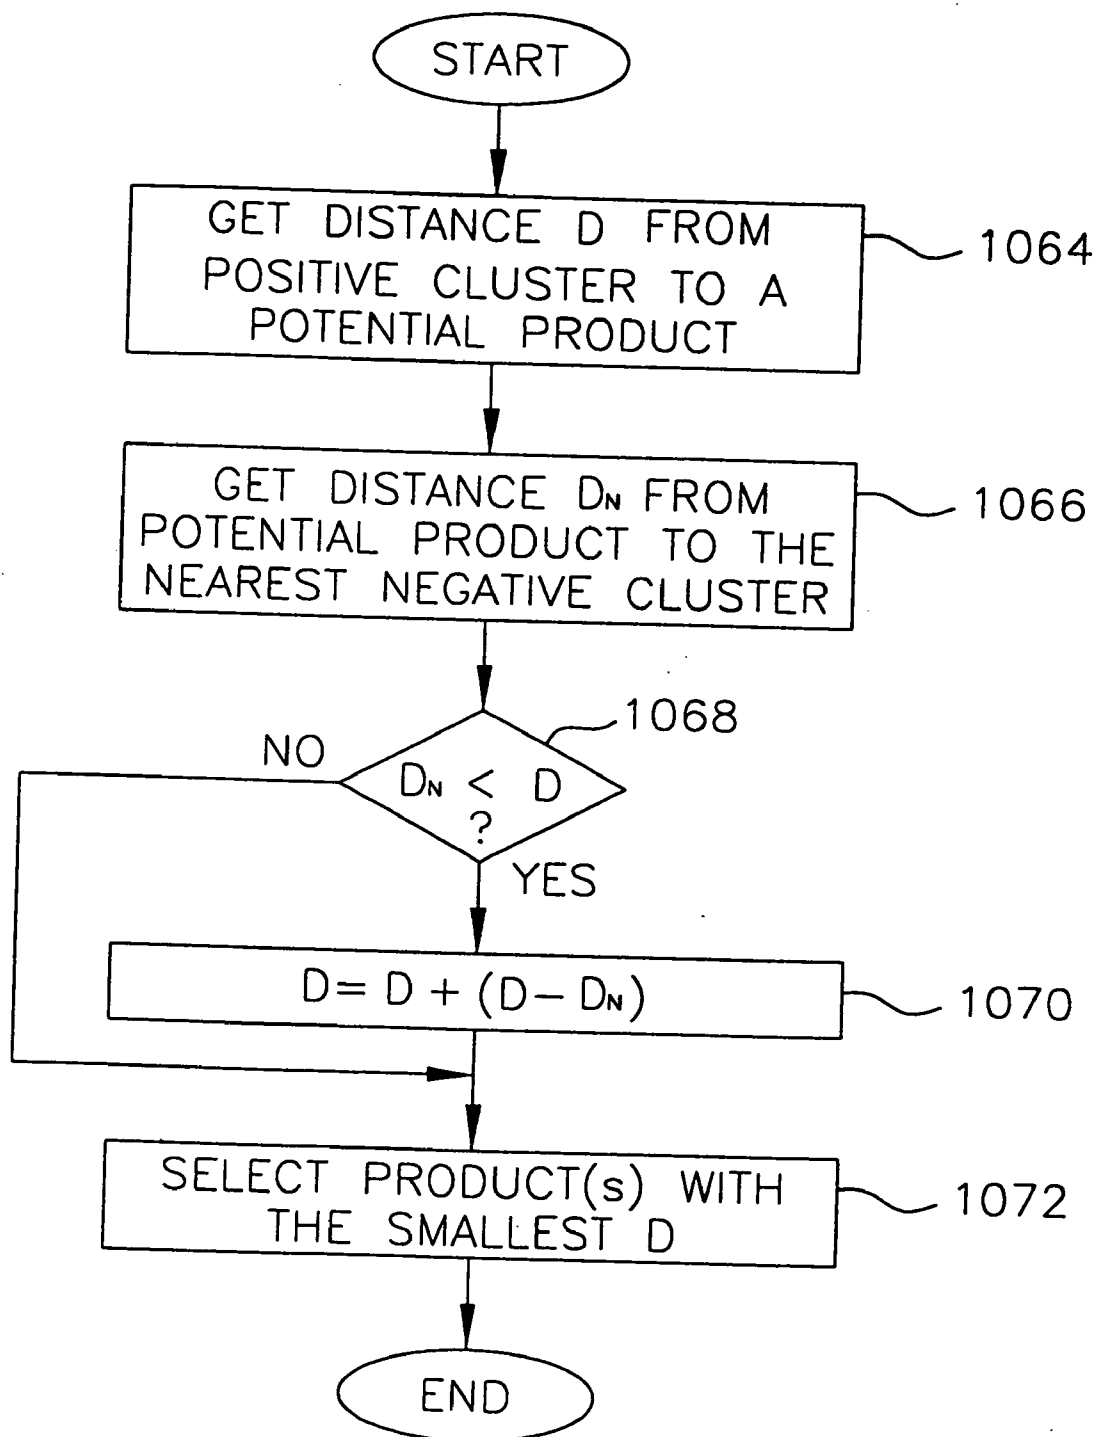 START
GET DISTANCE D FROM
POSITIVE CLUSTER TO A
POTENTIAL PRODUCT
1064
GET DISTANCE DN FROM
POTENTIAL PRODUCT TO THE
NEAREST NEGATIVE CLUSTER
1066
1068
NO
DN < D
?
YES
D= D + (D- DN)
1070
SELECT PRODUCT(s) WITH
THE SMALLEST D
1072
END